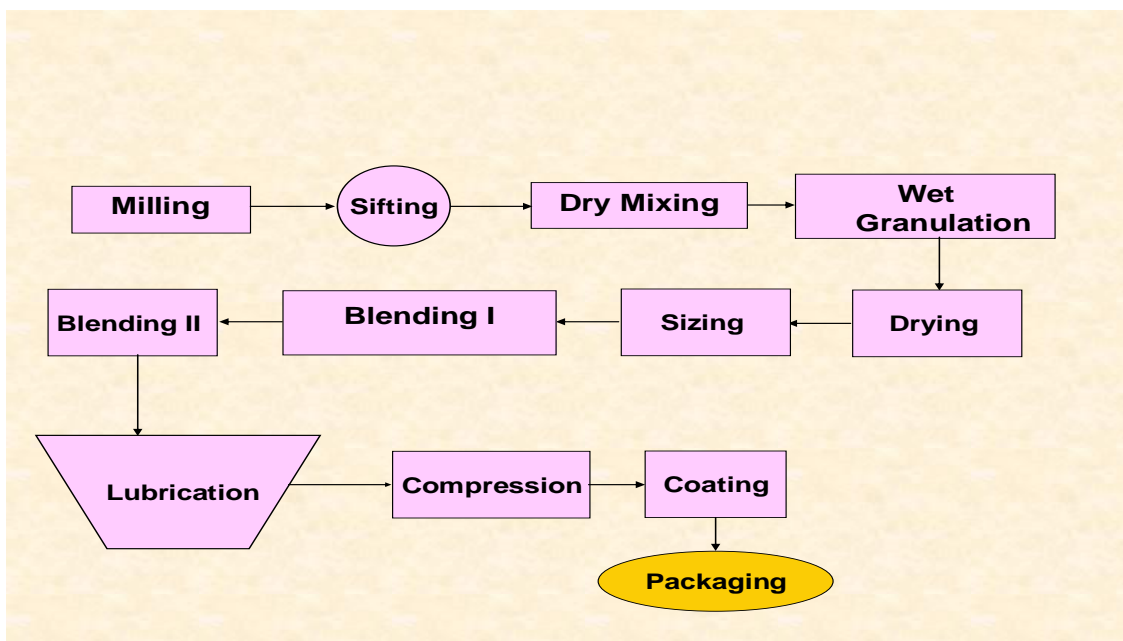 Milling
Sifting
Dry Mixing
Wet
Granulation
Drying
Sizing
Blending I
Blending II
Lubrication
Compression
Coating
Packaging